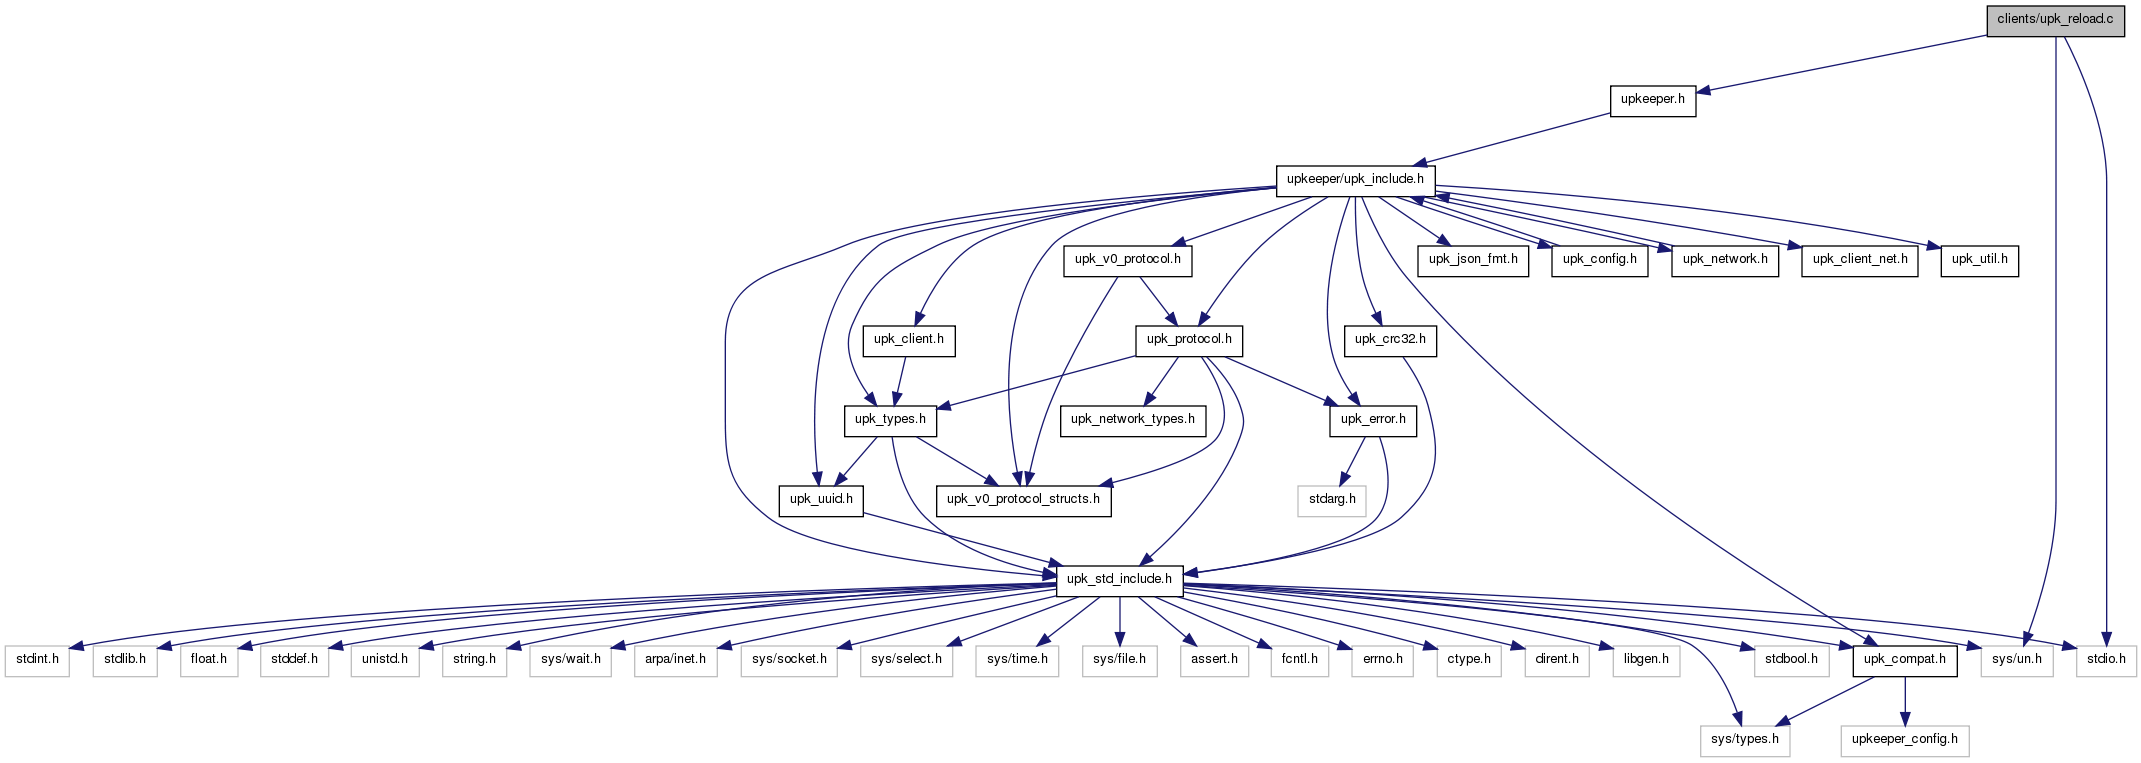 clients/upk_reload.c
upkeeper.h
upkeeper/upk_include.h
upk_v0_protocol.h
upk_json_fmt.h
upk_config.h
upk_network.h
upk_client_net.h
upk_util.h
upk_client.h
upk_protocol.h
upk_crc32.h
upk_types.h
upk_network_types.h
upk_error.h
upk_uuid.h
upk_v0_protocol_structs.h
stdarg.h
upk_std_include.h
stdint.h
stdlib.h
float.h
stddef.h
unistd.h
string.h
sys/wait.h
arpa/inet.h
sys/socket.h
sys/select.h
sys/time.h
sys/file.h
assert.h
fcntl.h
errno.h
ctype.h
dirent.h
libgen.h
stdbool.h
upk_compat.h
sys/un.h
stdio.h
sys/types.h
upkeeper_config.h